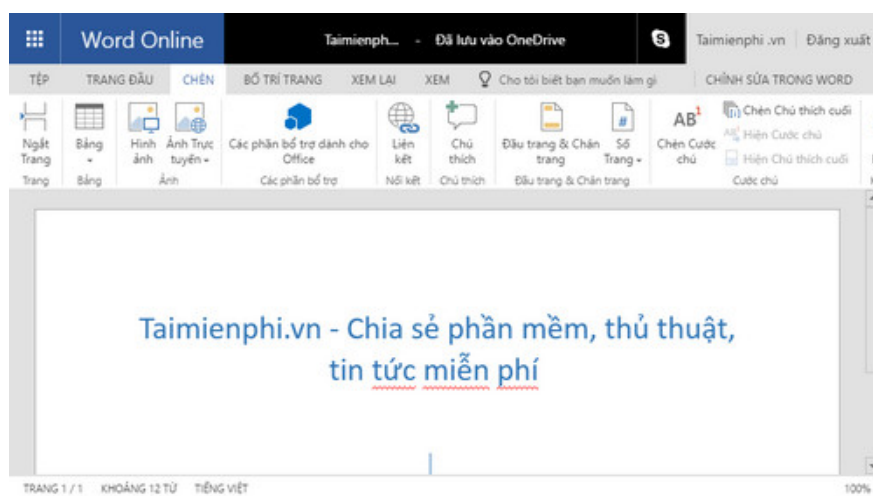 Word Online Taimienph... - Đã lưu vào OneDrive Taimienphi .vn Đăng xuất
TỆP TRANG ĐẦU CHÈN BỐ TRÍ TRANG XEM LẠI XEM Cho tôi biết bạn muốn làm gì CHỈNH SỬA TRONG WORD
Ngắt Trang
Bảng
Hình ảnh
Ảnh Trực tuyến
Các phần bổ trợ dành cho Office
Liên kết
Chú thích
Đầu trang & Chân trang
Số Trang
AB1
Chèn Cước chú
Chèn Chú thích cuối
Hiện Cước chú
Hiện Chú thích cuối
Trang Bảng Ảnh Các phần bổ trợ Nối kết Chú thích Đầu trang & Chân trang Cước chú
Taimienphi.vn - Chia sẻ phần mềm, thủ thuật,
tin tức miễn phí
TRANG 1 / 1 KHOẢNG 12 TỪ TIẾNG VIỆT 100%